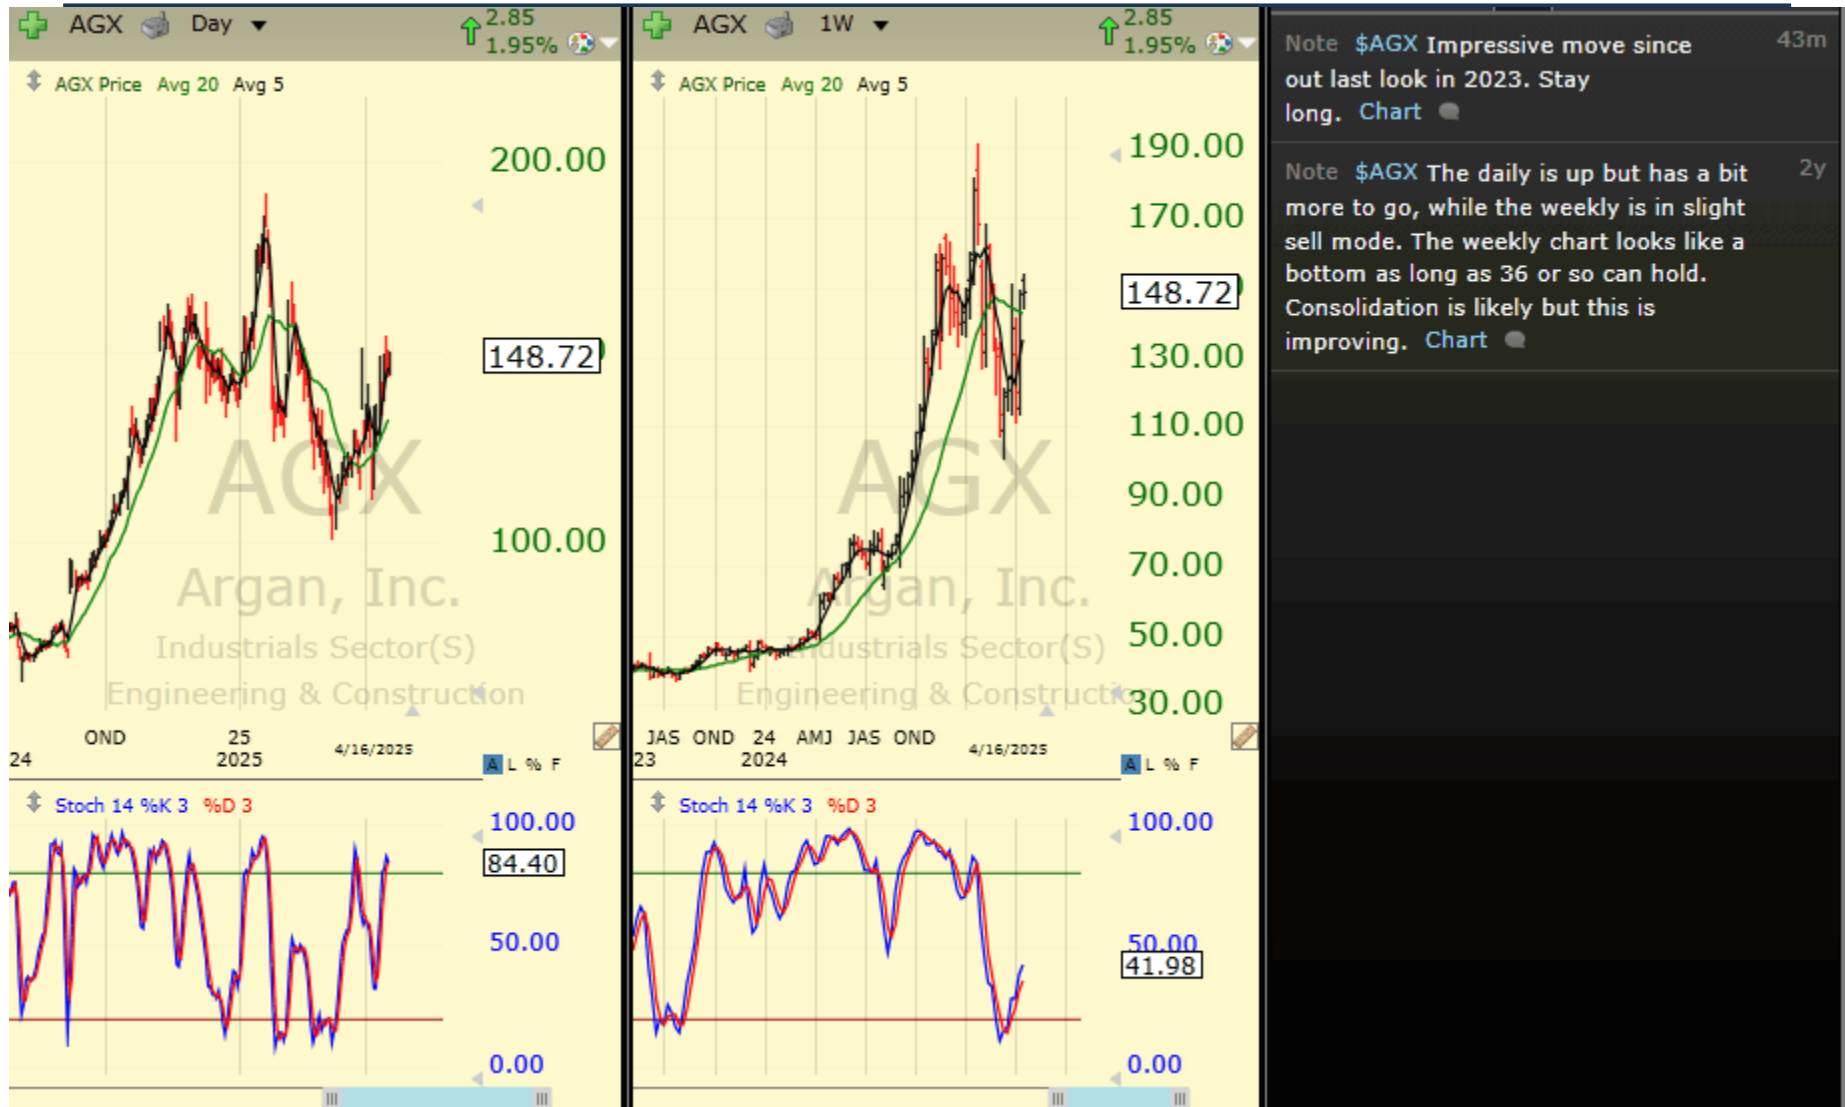 AGX Day
2.85
1.95%
AGX Price Avg 20 Avg 5
200.00
148.72
100.00
AGX
Argan, Inc.
Industrials Sector(S)
Engineering & Construction
OND 25
24 2025 4/16/2025
A L % F
Stoch 14 %K 3 %D 3
100.00
84.40
50.00
0.00
AGX 1W
2.85
1.95%
AGX Price Avg 20 Avg 5
190.00
170.00
148.72
130.00
110.00
90.00
70.00
50.00
30.00
AGX
Argan, Inc.
Industrials Sector(S)
Engineering & Construction
JAS OND 24 AMJ JAS OND
23 2024 4/16/2025
A L % F
Stoch 14 %K 3 %D 3
100.00
50.00
41.98
0.00
Note $AGX Impressive move since 43m
out last look in 2023. Stay
long. Chart
Note $AGX The daily is up but has a bit 2y
more to go, while the weekly is in slight
sell mode. The weekly chart looks like a
bottom as long as 36 or so can hold.
Consolidation is likely but this is
improving. Chart